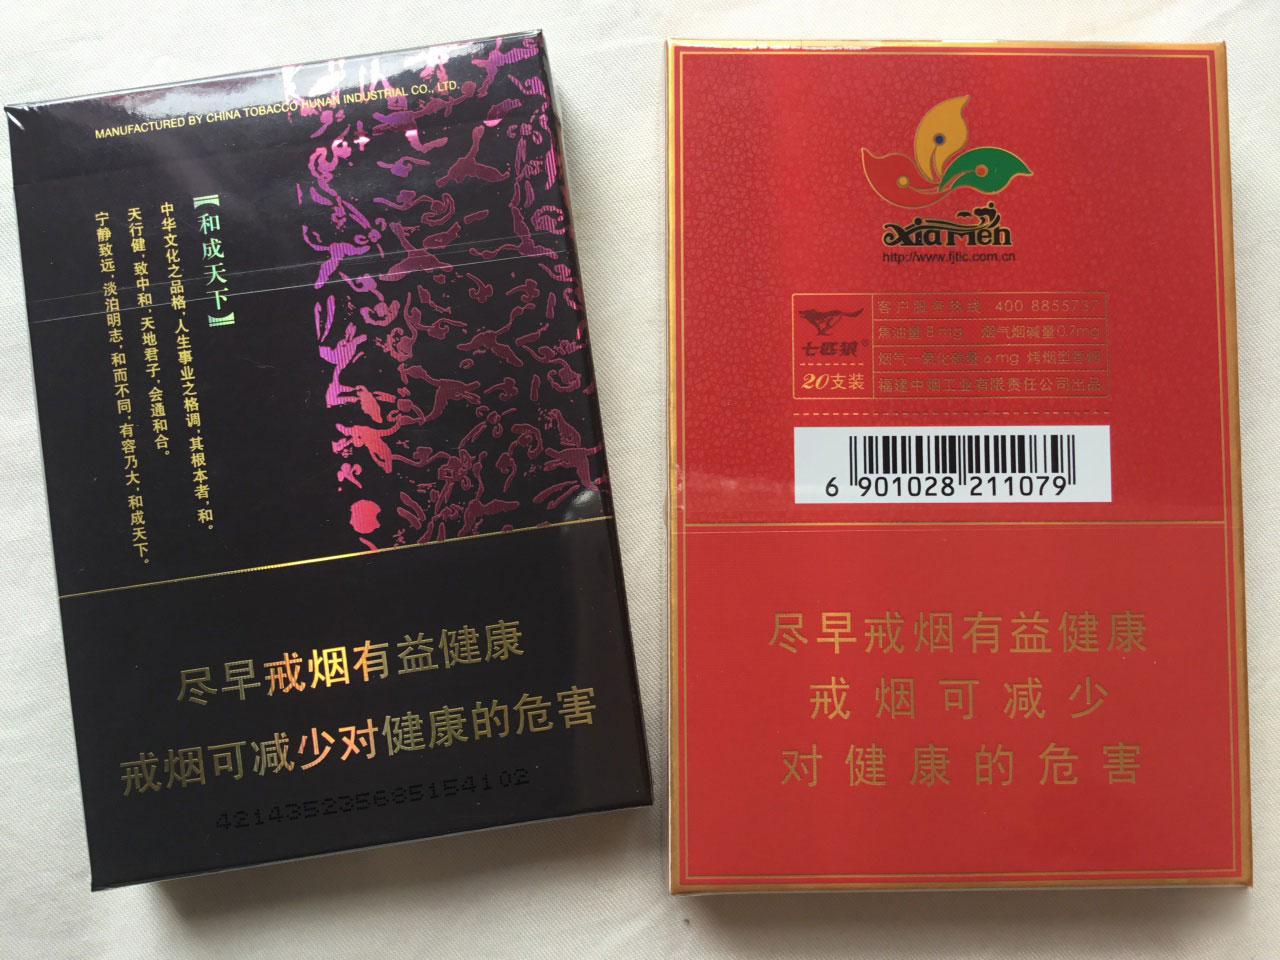 MANUFACTURED BY CHINA TOBACCO HUNAN INDUSTRIAL CO., LTD.
【和成天下】
中华文化之品格，人生事业之格调，其根本者，和。
天行健，致中和，天地君子，会通和合。
宁静致远，淡泊明志，和而不同，有容乃大，和成天下。
尽早戒烟有益健康
戒烟可减少对健康的危害
421435235685154102
XiaMen
http://www.fjtic.com.cn
七匹狼®
20支装
客户服务热线 400 8855737
焦油量8mg 烟气烟碱量0.7mg
烟气一氧化碳量6mg 烤烟型香烟
福建中烟工业有限责任公司出品
6 901028 211079
尽早戒烟有益健康
戒烟可减少
对健康的危害